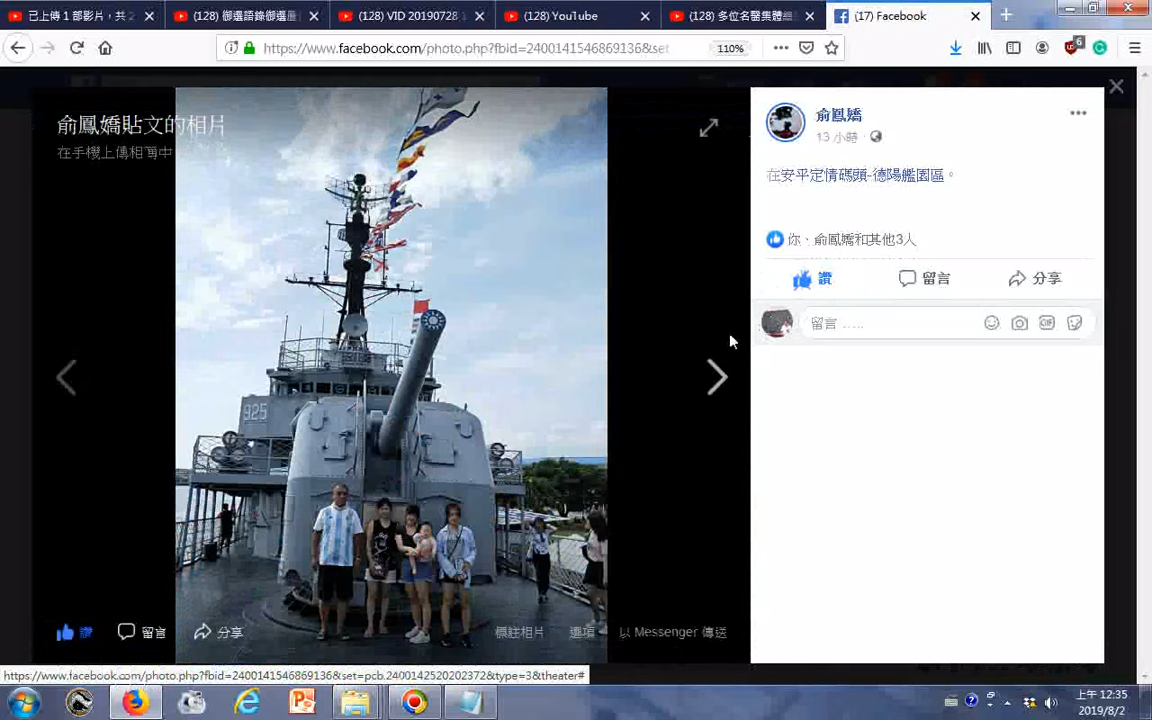 已上傳 1 部影片，共 2
(128) 御選語錄御選曆
(128) VID 20190728 1
(128) YouTube
(128) 多位名醫集體
(17) Facebook
https://www.facebook.com/photo.php?fbid=2400141546869136&set
110%
6
俞鳳嬌貼文的相片
在手機上傳相簿中
俞鳳嬌
13 小時
在安平定情碼頭-德陽艦園區。
你、俞鳳嬌和其他3人
讚
留言
分享
留言 .....
GIF
925
讚
留言
分享
標註相片
選項
以 Messenger 傳送
https://www.facebook.com/photo.php?fbid=2400141546869136&set=pcb.2400142520202372&type=3&theater#
上午 12:35
2019/8/2